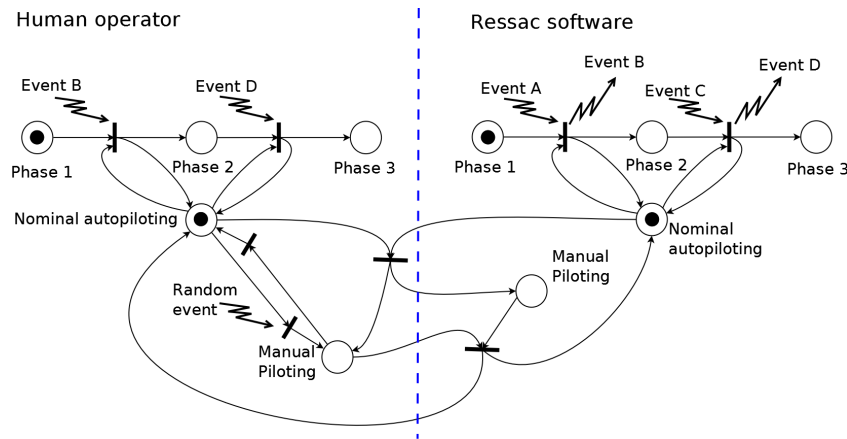 Human operator
Ressac software
Event B
Event D
Phase 1
Phase 2
Phase 3
Event A
Event B
Event C
Event D
Phase 1
Phase 2
Phase 3
Nominal autopiloting
Nominal
autopiloting
Random
event
Manual
Piloting
Manual
Piloting